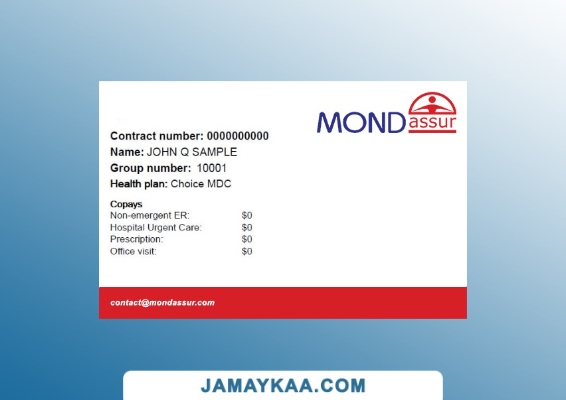 MONDassur
Contract number: 0000000000
Name: JOHN Q SAMPLE
Group number: 10001
Health plan: Choice MDC
Copays
Non-emergent ER: $0
Hospital Urgent Care: $0
Prescription: $0
Office visit: $0
contact@mondassur.com
JAMAYKAA.COM